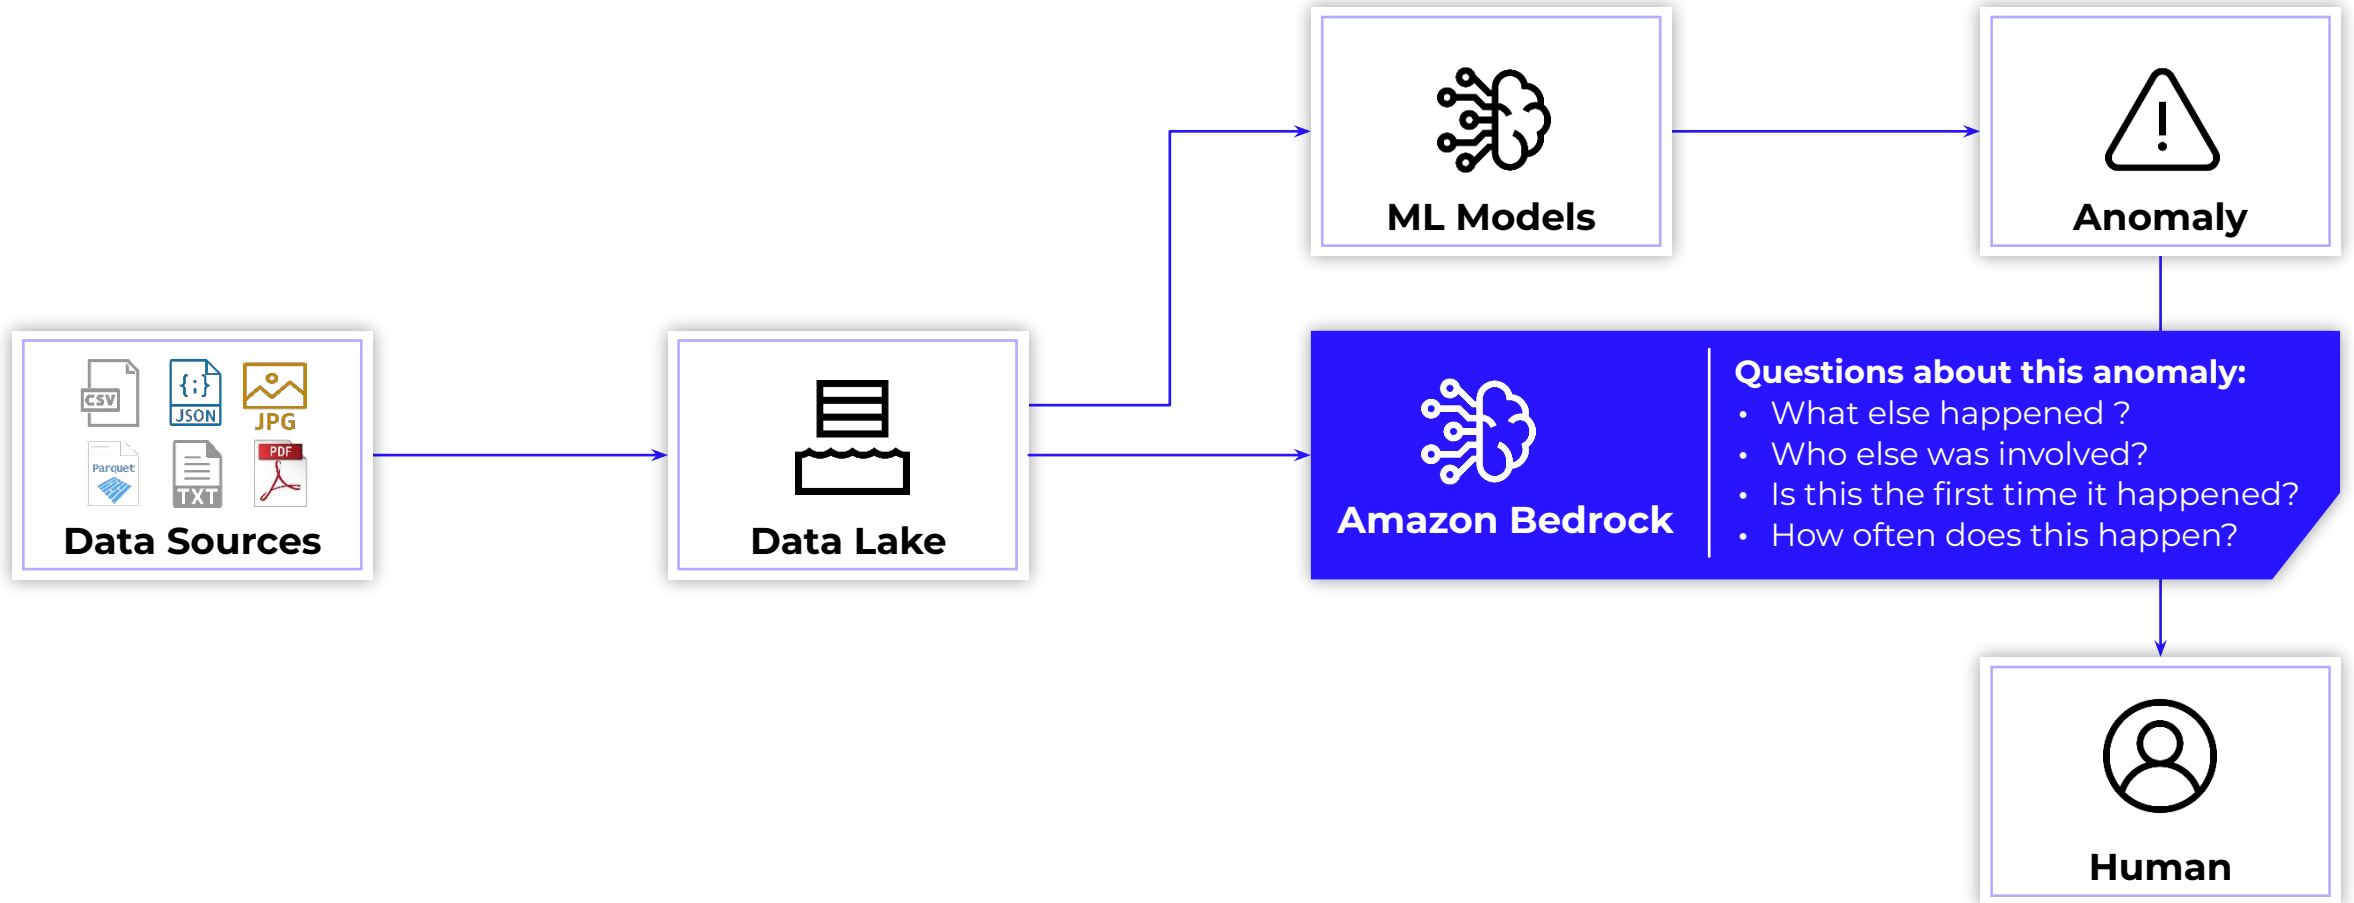 ML Models
Anomaly
CSV
{;}
JSON
JPG
Parquet
TXT
PDF
Data Sources
Data Lake
Amazon Bedrock
Questions about this anomaly:
• What else happened ?
• Who else was involved?
• Is this the first time it happened?
• How often does this happen?
Human